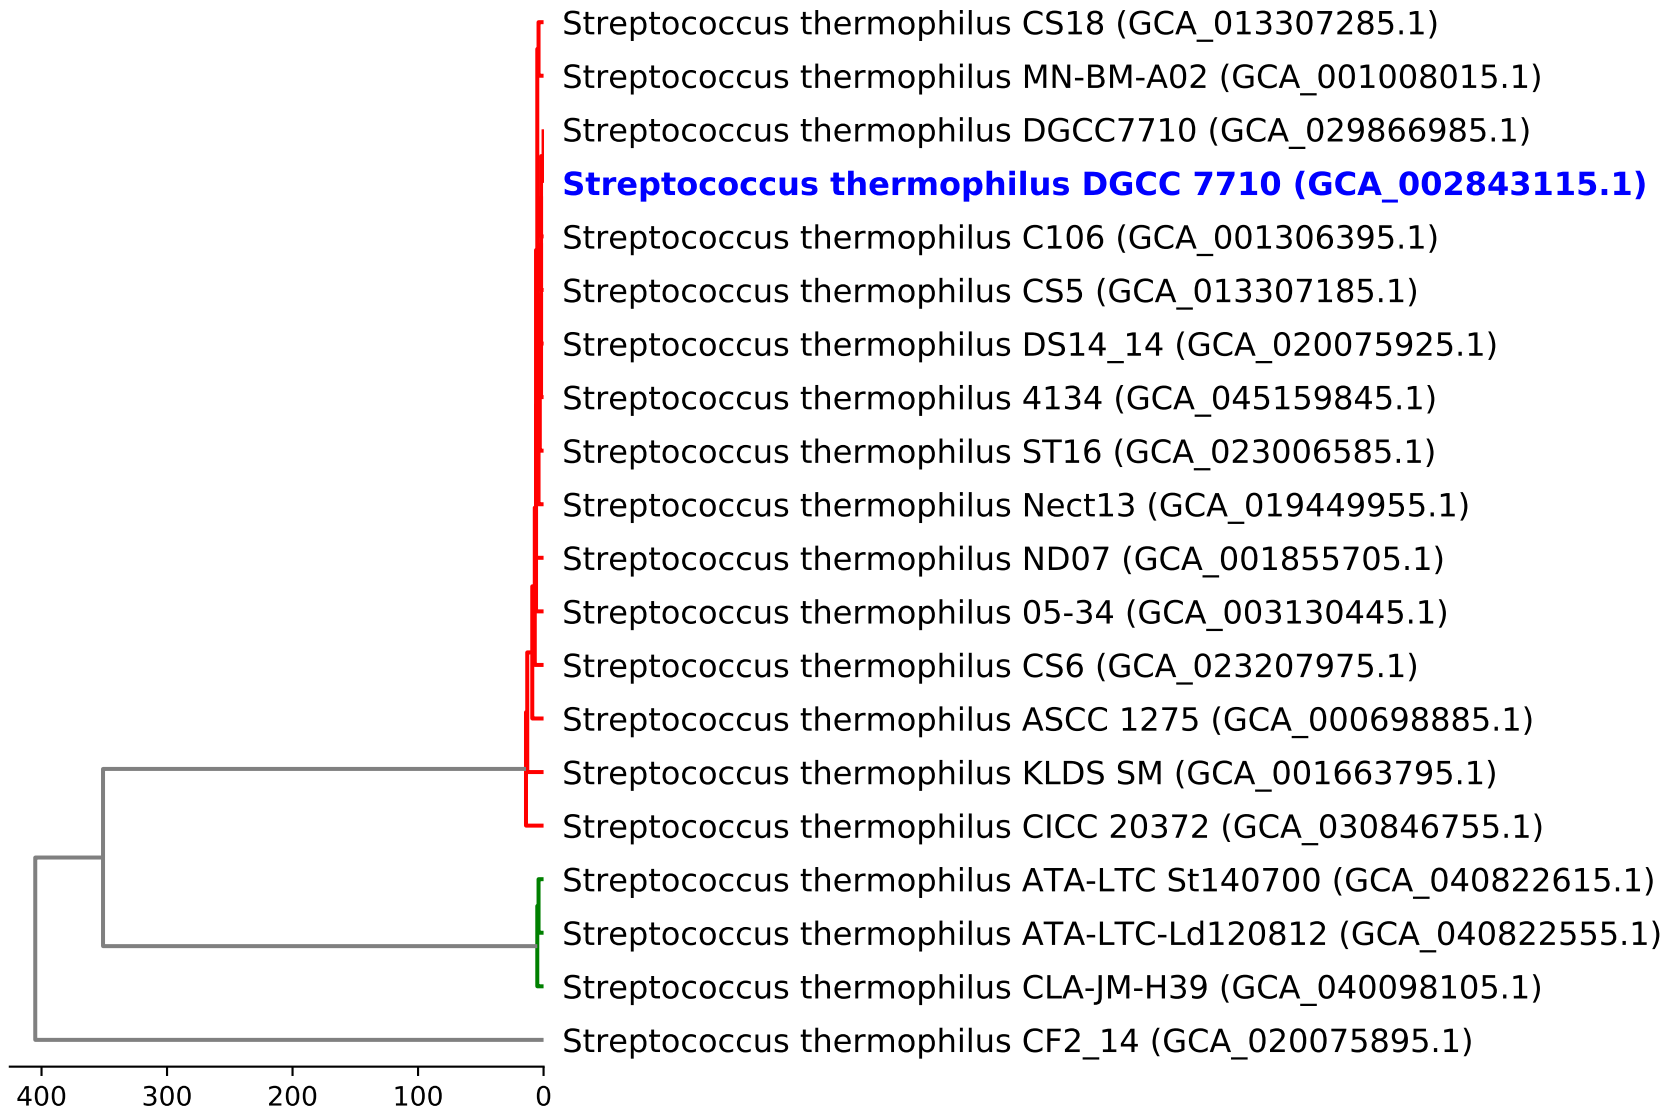 Streptococcus thermophilus CS18 (GCA_013307285.1)
Streptococcus thermophilus MN-BM-A02 (GCA_001008015.1)
Streptococcus thermophilus DGCC7710 (GCA_029866985.1)
Streptococcus thermophilus DGCC 7710 (GCA_002843115.1)
Streptococcus thermophilus C106 (GCA_001306395.1)
Streptococcus thermophilus CS5 (GCA_013307185.1)
Streptococcus thermophilus DS14_14 (GCA_020075925.1)
Streptococcus thermophilus 4134 (GCA_045159845.1)
Streptococcus thermophilus ST16 (GCA_023006585.1)
Streptococcus thermophilus Nect13 (GCA_019449955.1)
Streptococcus thermophilus ND07 (GCA_001855705.1)
Streptococcus thermophilus 05-34 (GCA_003130445.1)
Streptococcus thermophilus CS6 (GCA_023207975.1)
Streptococcus thermophilus ASCC 1275 (GCA_000698885.1)
Streptococcus thermophilus KLDS SM (GCA_001663795.1)
Streptococcus thermophilus CICC 20372 (GCA_030846755.1)
Streptococcus thermophilus ATA-LTC St140700 (GCA_040822615.1)
Streptococcus thermophilus ATA-LTC-Ld120812 (GCA_040822555.1)
Streptococcus thermophilus CLA-JM-H39 (GCA_040098105.1)
Streptococcus thermophilus CF2_14 (GCA_020075895.1)
400 300 200 100 0